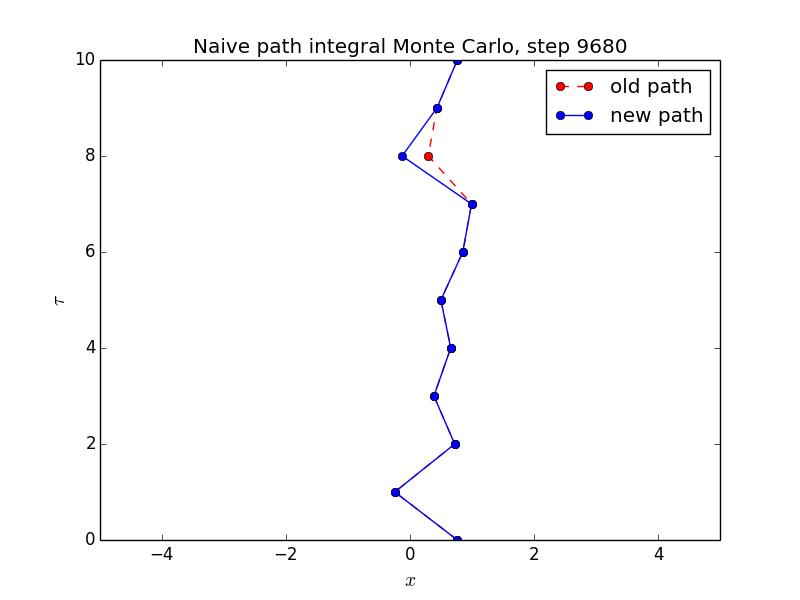 Naive path integral Monte Carlo, step 9680
old path
new path
10
8
6
4
2
0
τ
−4 −2 0 2 4
x